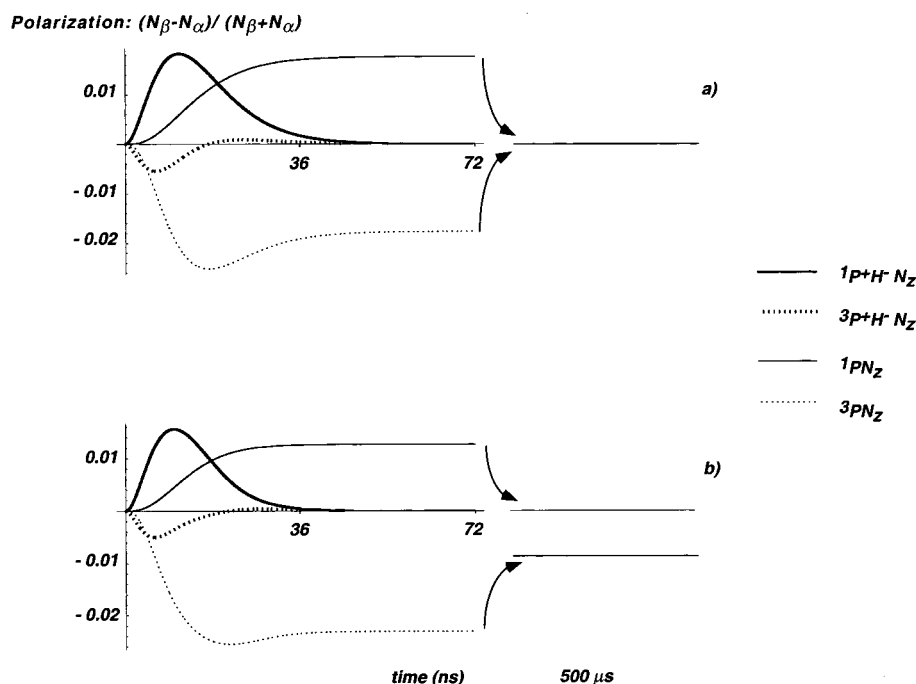 Polarization: (Nβ-Nα)/ (Nβ+Nα)
0.01
a)
36
72
- 0.01
- 0.02
1P+H- NZ
3P+H- NZ
1PNZ
3PNZ
0.01
b)
36
72
- 0.01
- 0.02
time (ns)
500 μs